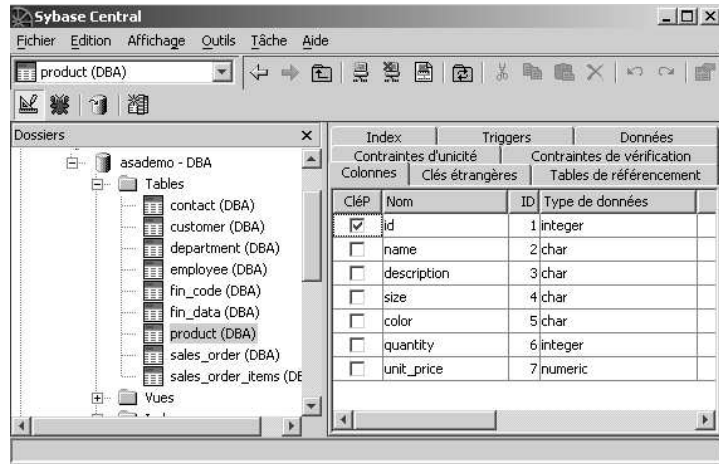 Sybase Central
Fichier Edition Affichage Outils Tâche Aide
product (DBA)
Dossiers
asademo - DBA
Tables
contact (DBA)
customer (DBA)
department (DBA)
employee (DBA)
fin_code (DBA)
fin_data (DBA)
product (DBA)
sales_order (DBA)
sales_order_items (DB
Vues
Index Triggers Données
Contraintes d'unicité Contraintes de vérification
Colonnes Clés étrangères Tables de référencement
CléP Nom ID Type de données
id 1 integer
name 2 char
description 3 char
size 4 char
color 5 char
quantity 6 integer
unit_price 7 numeric